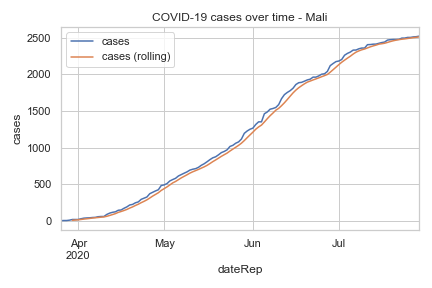 COVID-19 cases over time - Mali
cases
cases (rolling)
2500
2000
1500
1000
500
0
cases
Apr
2020
May
Jun
Jul
dateRep